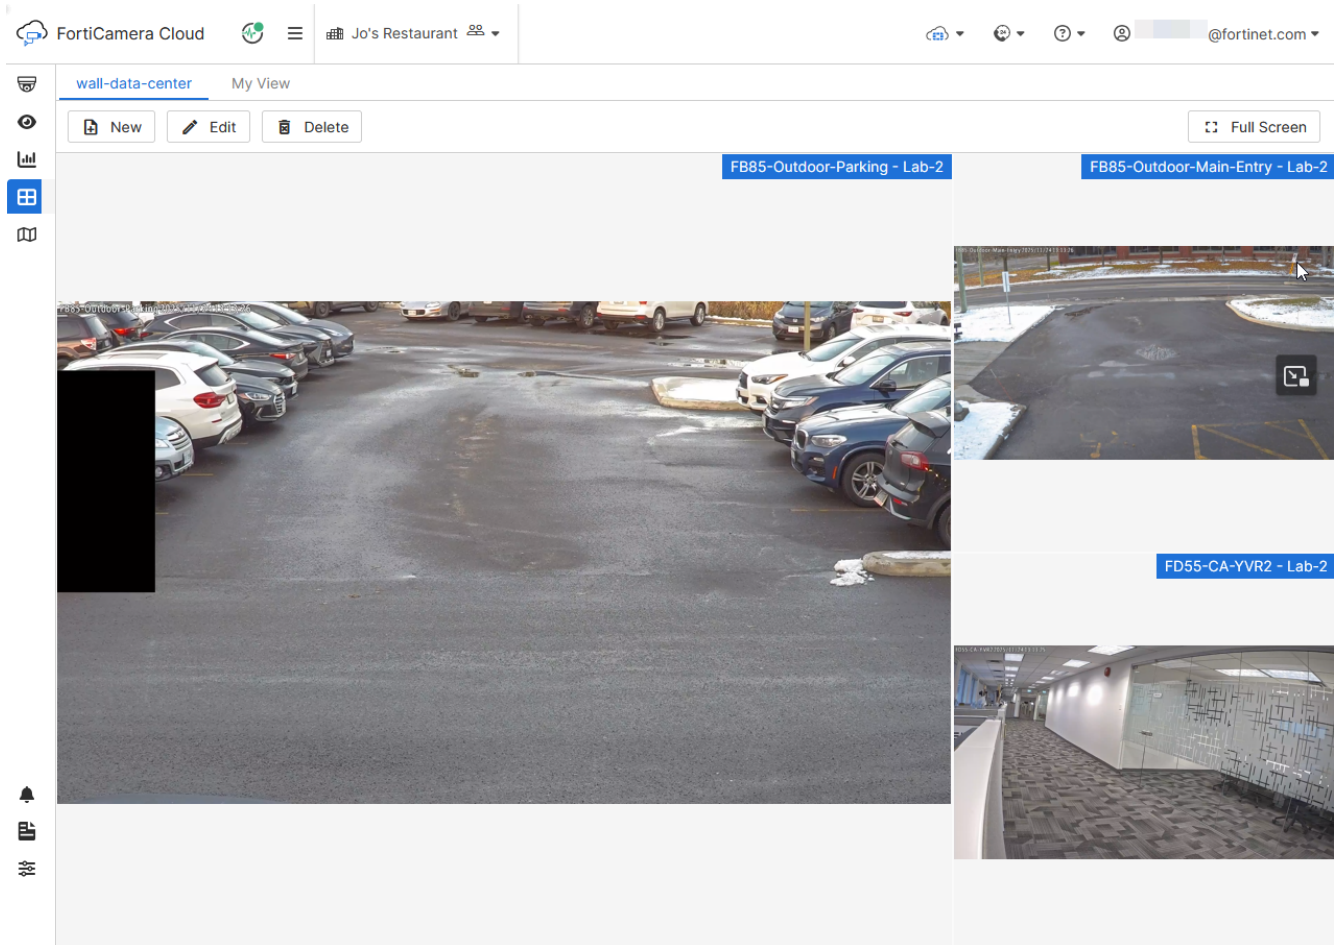 FortiCamera Cloud
Jo's Restaurant
24
?
@fortinet.com
wall-data-center
My View
New
Edit
Delete
Full Screen
FB85-Outdoor-Parking - Lab-2
FB85-Outdoor-Main-Entry - Lab-2
FD55-CA-YVR2 - Lab-2